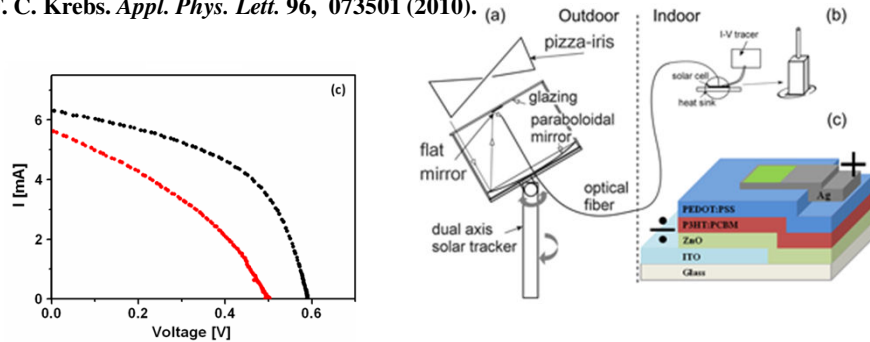 . C. Krebs. Appl. Phys. Lett. 96, 073501 (2010).
(c)
6
4
2
0
0.0 0.2 0.4 0.6
I [mA]
Voltage [V]
(a)
Outdoor
Indoor
(b)
pizza-iris
glazing
paraboloidal
mirror
flat
mirror
optical
fiber
dual axis
solar tracker
I-V tracer
solar cell
heat sink
(c)
+
Ag
PEDOT:PSS
P3HT:PCBM
ZnO
ITO
Glass
÷